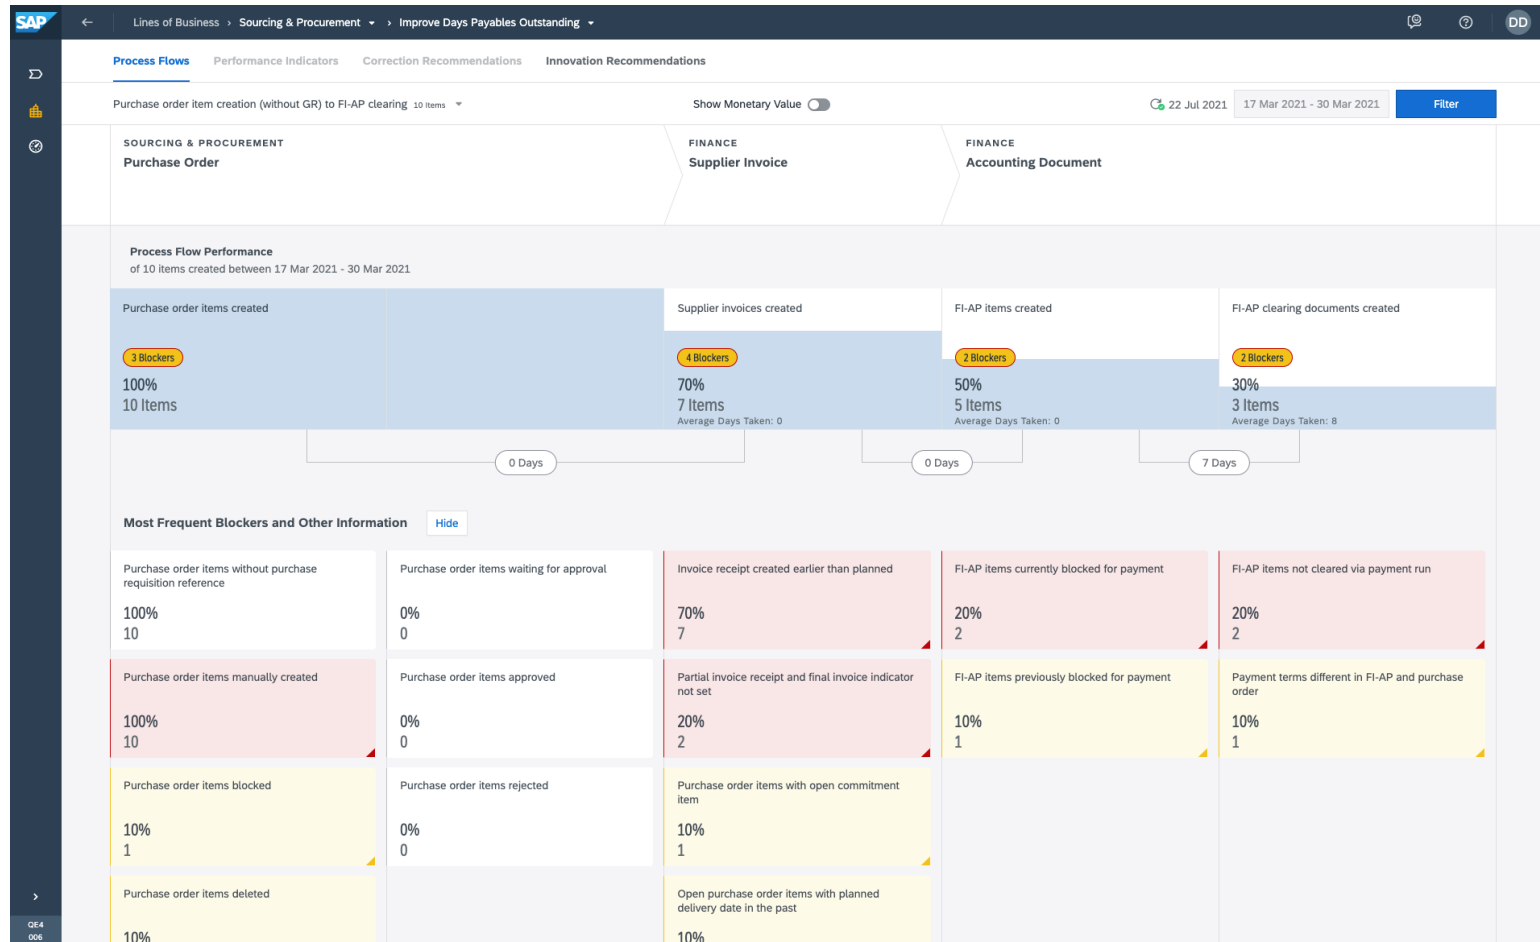 SAP
Lines of Business › Sourcing & Procurement › Improve Days Payables Outstanding
DD
Process Flows Performance Indicators Correction Recommendations Innovation Recommendations
Purchase order item creation (without GR) to FI-AP clearing 10 Items
Show Monetary Value
22 Jul 2021
17 Mar 2021 - 30 Mar 2021
Filter
SOURCING & PROCUREMENT
Purchase Order
FINANCE
Supplier Invoice
FINANCE
Accounting Document
Process Flow Performance
of 10 items created between 17 Mar 2021 - 30 Mar 2021
Purchase order items created
3 Blockers
100%
10 Items
Supplier invoices created
4 Blockers
70%
7 Items
Average Days Taken: 0
FI-AP items created
2 Blockers
50%
5 Items
Average Days Taken: 0
FI-AP clearing documents created
2 Blockers
30%
3 Items
Average Days Taken: 8
0 Days
0 Days
7 Days
Most Frequent Blockers and Other Information
Hide
Purchase order items without purchase
requisition reference
100%
10
Purchase order items waiting for approval
0%
0
Invoice receipt created earlier than planned
70%
7
FI-AP items currently blocked for payment
20%
2
FI-AP items not cleared via payment run
20%
2
Purchase order items manually created
100%
10
Purchase order items approved
0%
0
Partial invoice receipt and final invoice indicator
not set
20%
2
FI-AP items previously blocked for payment
10%
1
Payment terms different in FI-AP and purchase
order
10%
1
Purchase order items blocked
10%
1
Purchase order items rejected
0%
0
Purchase order items with open commitment
item
10%
1
Purchase order items deleted
10%
Open purchase order items with planned
delivery date in the past
10%
QE4
006